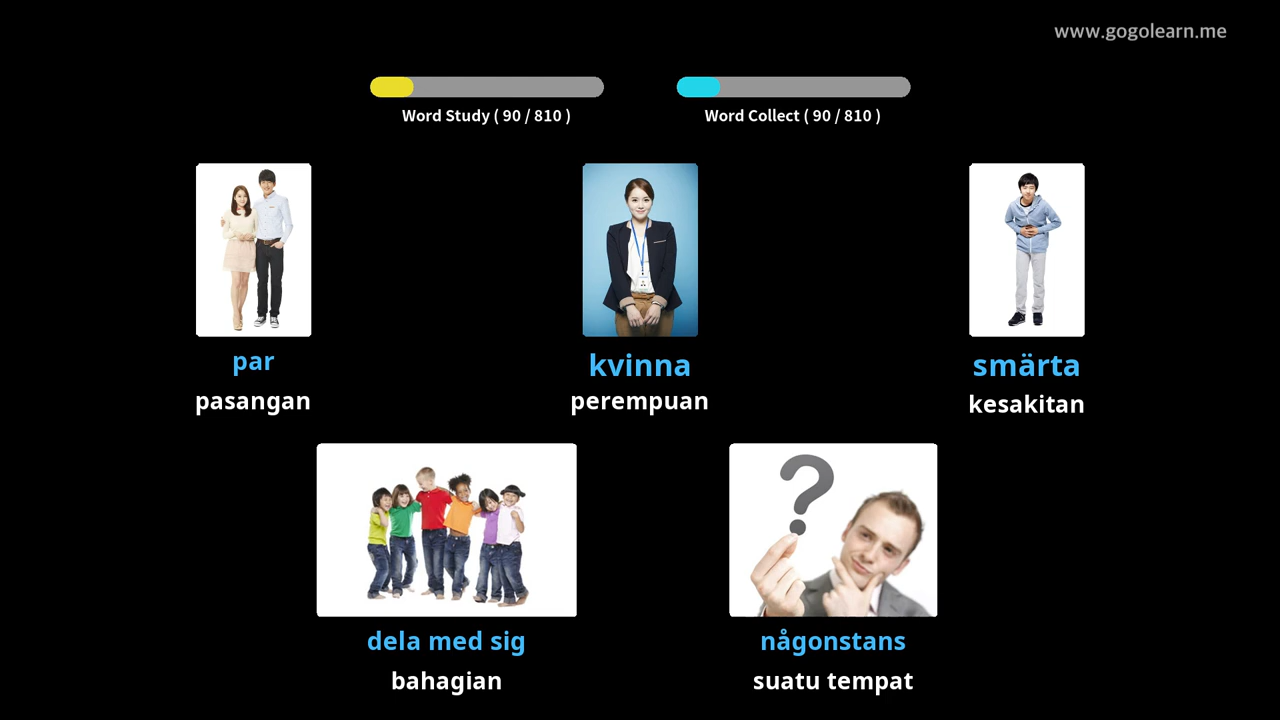 www.gogolearn.me
Word Study ( 90 / 810 )
Word Collect ( 90 / 810 )
par
pasangan
kvinna
perempuan
smärta
kesakitan
dela med sig
bahagian
någonstans
suatu tempat